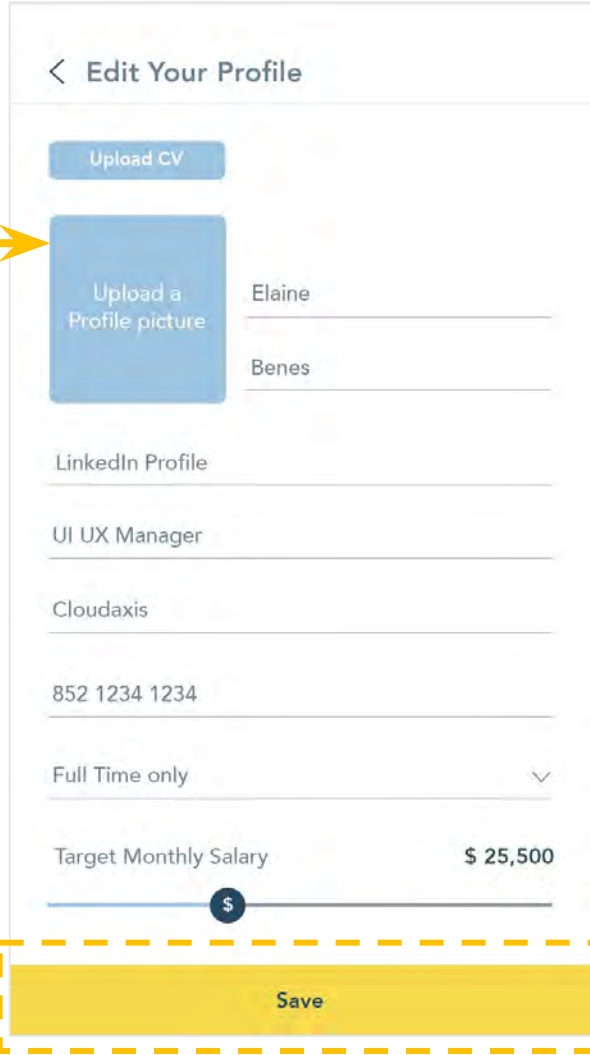 Edit Your Profile
Upload CV
Upload a
Profile picture
Elaine
Benes
LinkedIn Profile
UI UX Manager
Cloudaxis
852 1234 1234
Full Time only
Target Monthly Salary $ 25,500
$
Save